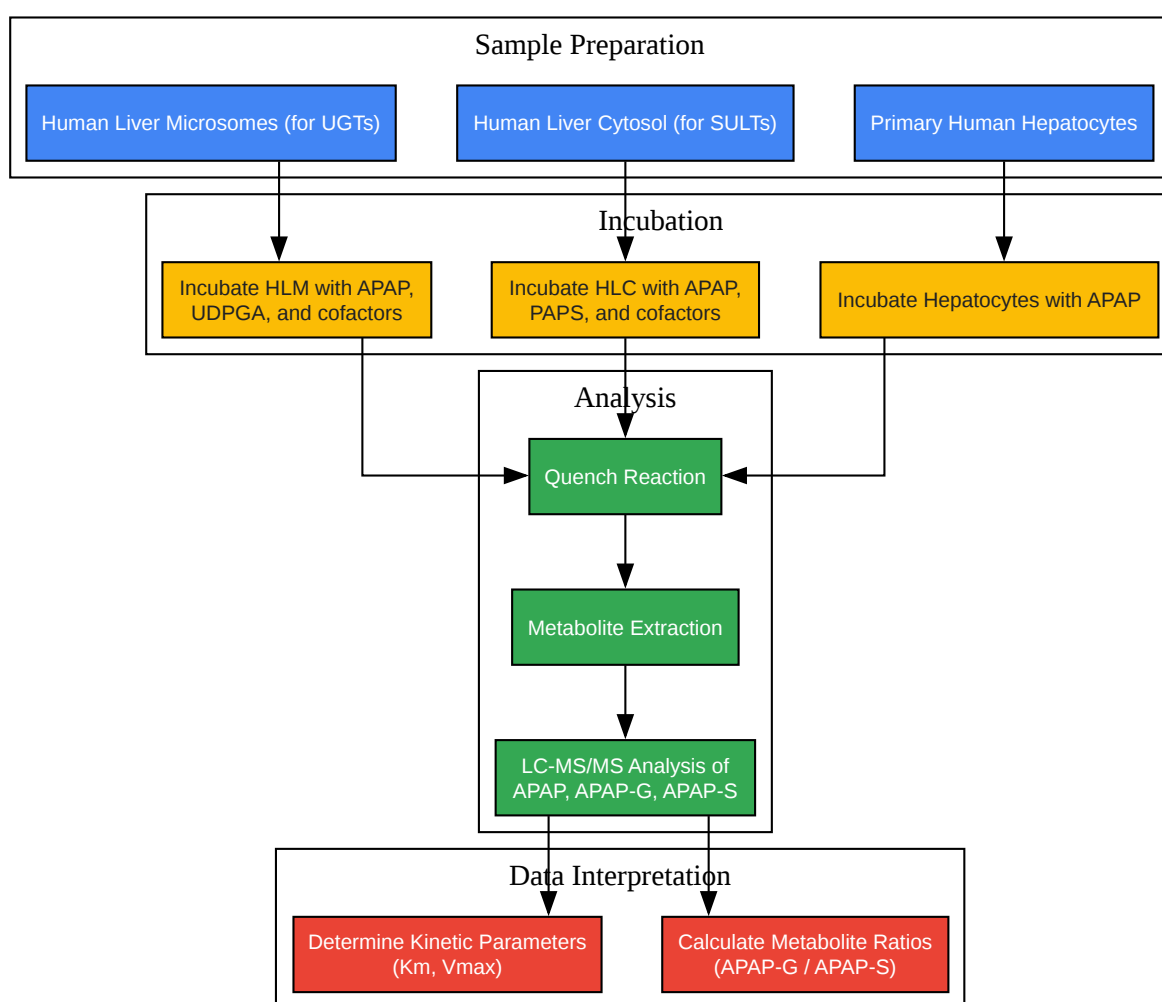 Sample Preparation
Human Liver Microsomes (for UGTs)
Human Liver Cytosol (for SULTs)
Primary Human Hepatocytes
Incubation
Incubate HLM with APAP,
UDPGA, and cofactors
Incubate HLC with APAP,
PAPS, and cofactors
Incubate Hepatocytes with APAP
Analysis
Quench Reaction
Metabolite Extraction
LC-MS/MS Analysis of
APAP, APAP-G, APAP-S
Data Interpretation
Determine Kinetic Parameters
(Km, Vmax)
Calculate Metabolite Ratios
(APAP-G / APAP-S)